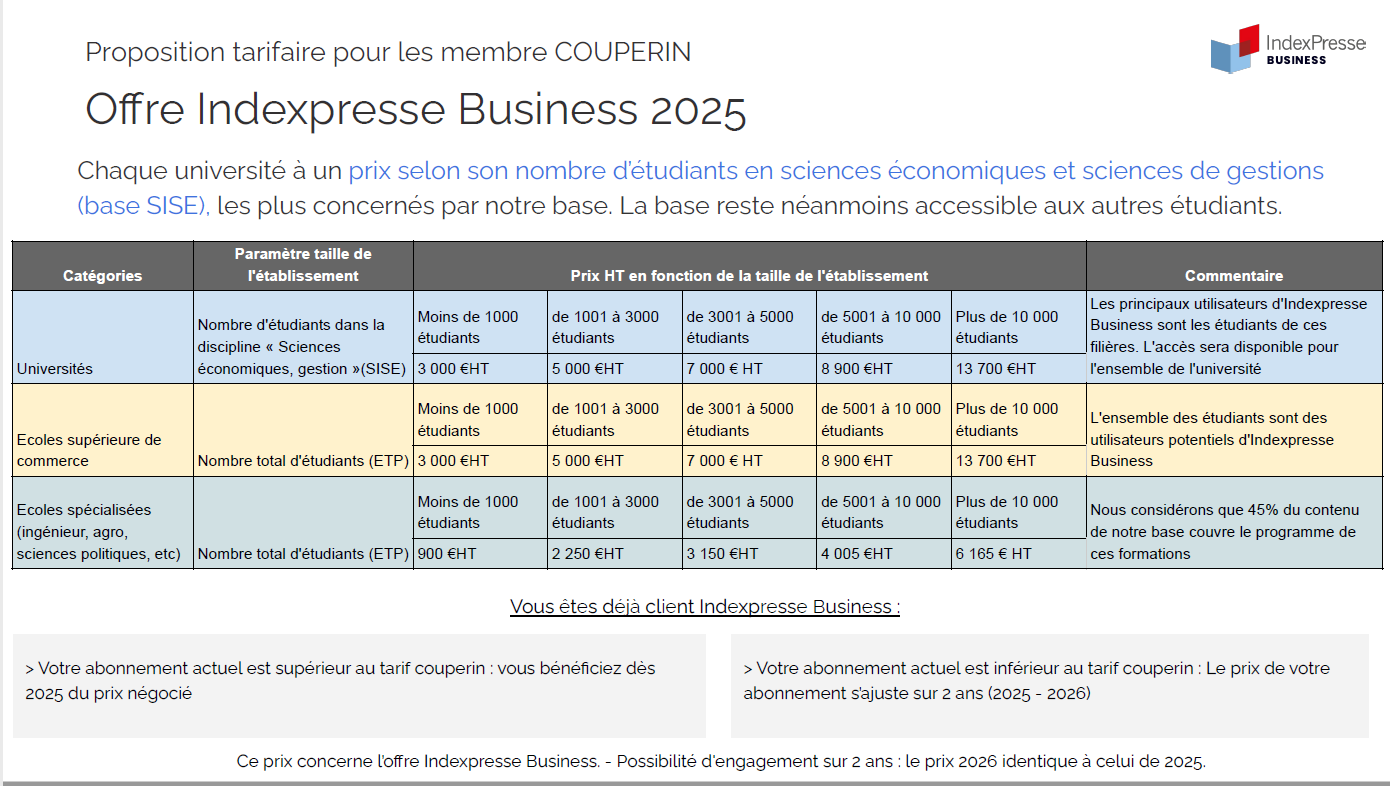 Proposition tarifaire pour les membre COUPERIN
IndexPresse
BUSINESS
Offre Indexpresse Business 2025
Chaque université à un prix selon son nombre d'étudiants en sciences économiques et sciences de gestions
(base SISE), les plus concernés par notre base. La base reste néanmoins accessible aux autres étudiants.
Catégories
Paramètre taille de
l'établissement
Prix HT en fonction de la taille de l'établissement
Commentaire
Universités
Nombre d'étudiants dans la
discipline « Sciences
économiques, gestion »(SISE)
Moins de 1000
étudiants
de 1001 à 3000
étudiants
de 3001 à 5000
étudiants
de 5001 à 10 000
étudiants
Plus de 10 000
étudiants
3 000 €HT
5 000 €HT
7 000 € HT
8 900 €HT
13 700 €HT
Les principaux utilisateurs d'Indexpresse
Business sont les étudiants de ces
filières. L'accès sera disponible pour
l'ensemble de l'université
Ecoles supérieure de
commerce
Nombre total d'étudiants (ETP)
Moins de 1000
étudiants
de 1001 à 3000
étudiants
de 3001 à 5000
étudiants
de 5001 à 10 000
étudiants
Plus de 10 000
étudiants
3 000 €HT
5 000 €HT
7 000 € HT
8 900 €HT
13 700 €HT
L'ensemble des étudiants sont des
utilisateurs potentiels d'Indexpresse
Business
Ecoles spécialisées
(ingénieur, agro,
sciences politiques, etc)
Nombre total d'étudiants (ETP)
Moins de 1000
étudiants
de 1001 à 3000
étudiants
de 3001 à 5000
étudiants
de 5001 à 10 000
étudiants
Plus de 10 000
étudiants
900 €HT
2 250 €HT
3 150 €HT
4 005 €HT
6 165 € HT
Nous considérons que 45% du contenu
de notre base couvre le programme de
ces formations
Vous êtes déjà client Indexpresse Business :
> Votre abonnement actuel est supérieur au tarif couperin : vous bénéficiez dès
2025 du prix négocié
> Votre abonnement actuel est inférieur au tarif couperin : Le prix de votre
abonnement s'ajuste sur 2 ans (2025 - 2026)
Ce prix concerne l'offre Indexpresse Business. - Possibilité d'engagement sur 2 ans : le prix 2026 identique à celui de 2025.